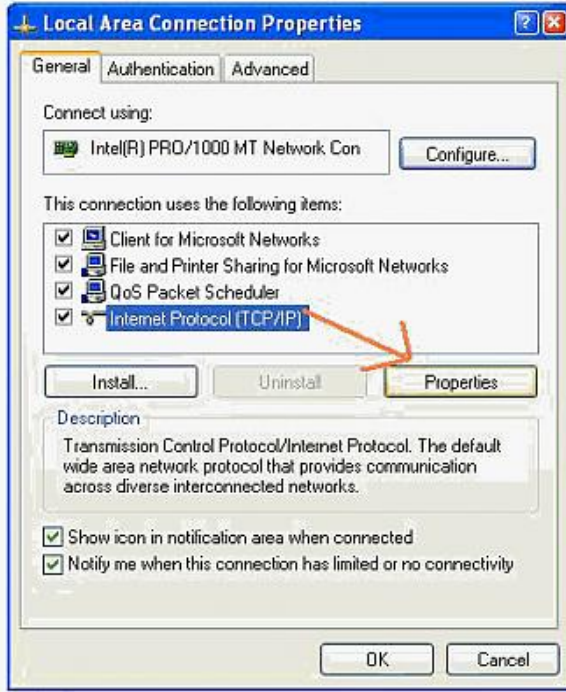 Local Area Connection Properties
General Authentication Advanced
Connect using:
Intel(R) PRO/1000 MT Network Con
Configure...
This connection uses the following items:
Client for Microsoft Networks
File and Printer Sharing for Microsoft Networks
QoS Packet Scheduler
Internet Protocol (TCP/IP)
Install... Uninstall Properties
Description
Transmission Control Protocol/Internet Protocol. The default
wide area network protocol that provides communication
across diverse interconnected networks.
Show icon in notification area when connected
Notify me when this connection has limited or no connectivity
OK Cancel